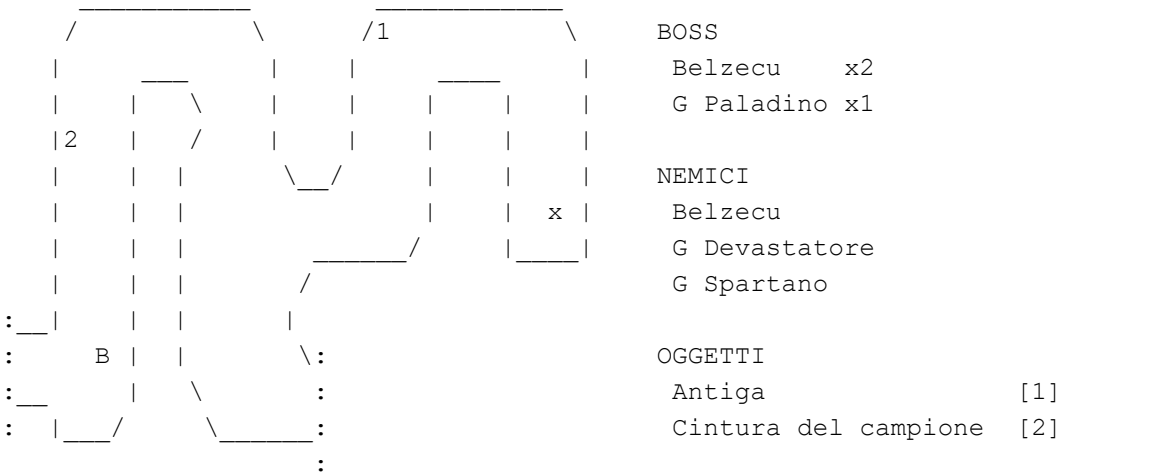 1
BOSS
Belzecu x2
G Paladino x1
2
NEMICI
Belzecu
x
G Devastatore
G Spartano
B
OGGETTI
Antiga [1]
Cintura del campione [2]